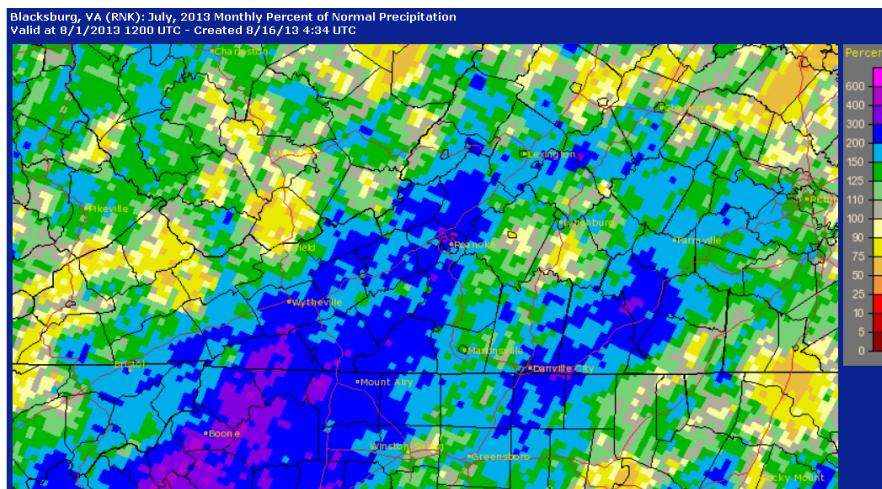 Blacksburg, VA (RNK): July, 2013 Monthly Percent of Normal Precipitation
Valid at 8/1/2013 1200 UTC - Created 8/16/13 4:34 UTC
Percen
Charleston
600
400
300
200
150
125
110
100
90
75
50
25
10
5
0
Lexington
Pikeville
Lynchburg
Roanoke
Farmville
field
Wytheville
Bristol
Martinsville
Danville City
Mount Airy
Boone
Winston-Salem
Greensboro
Rocky Mount